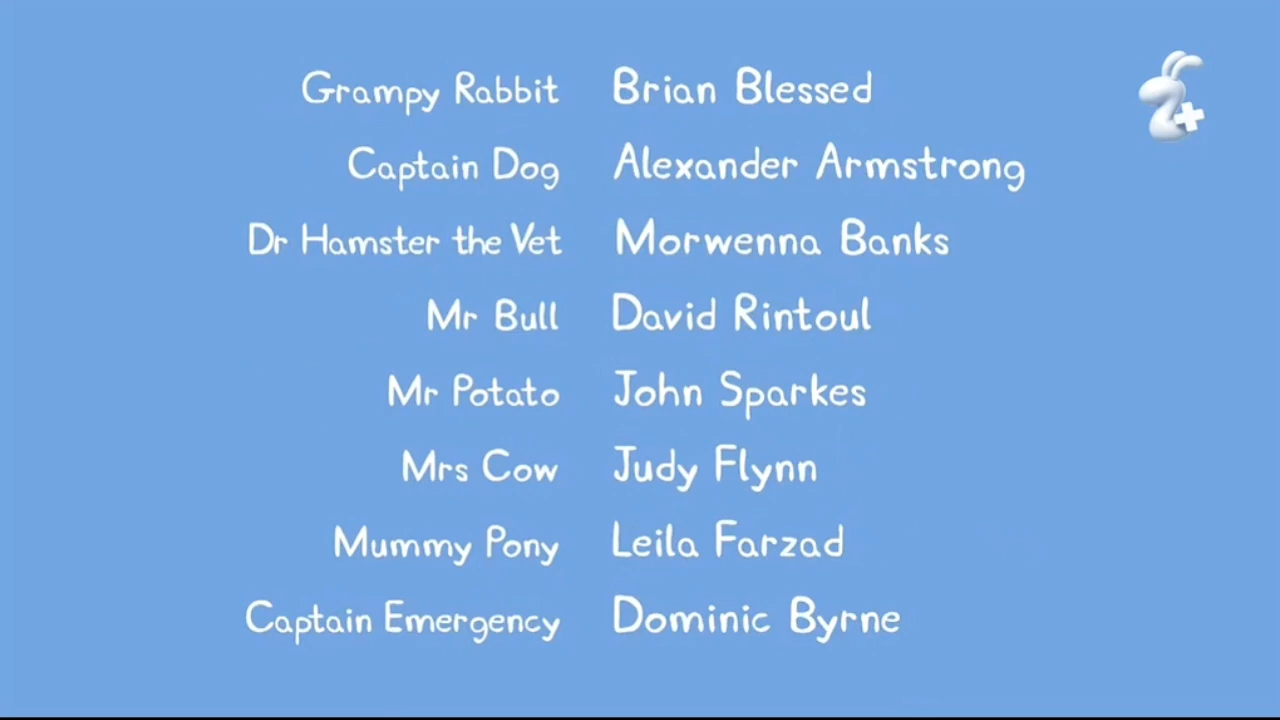 Grampy Rabbit Brian Blessed
Captain Dog Alexander Armstrong
Dr Hamster the Vet Morwenna Banks
Mr Bull David Rintoul
Mr Potato John Sparkes
Mrs Cow Judy Flynn
Mummy Pony Leila Farzad
Captain Emergency Dominic Byrne
2+